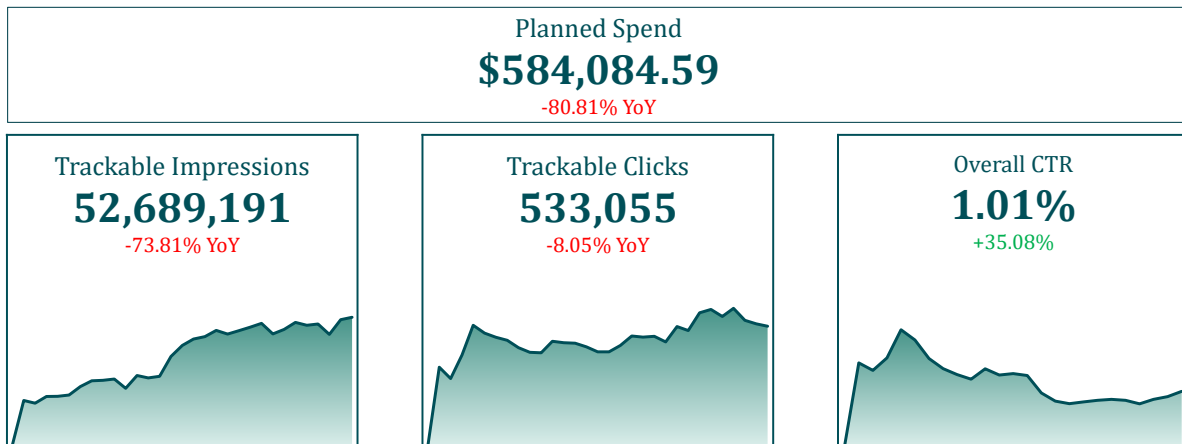 Planned Spend
$584,084.59
-80.81% YoY
Trackable Impressions
52,689,191
-73.81% YoY
Trackable Clicks
533,055
-8.05% YoY
Overall CTR
1.01%
+35.08%